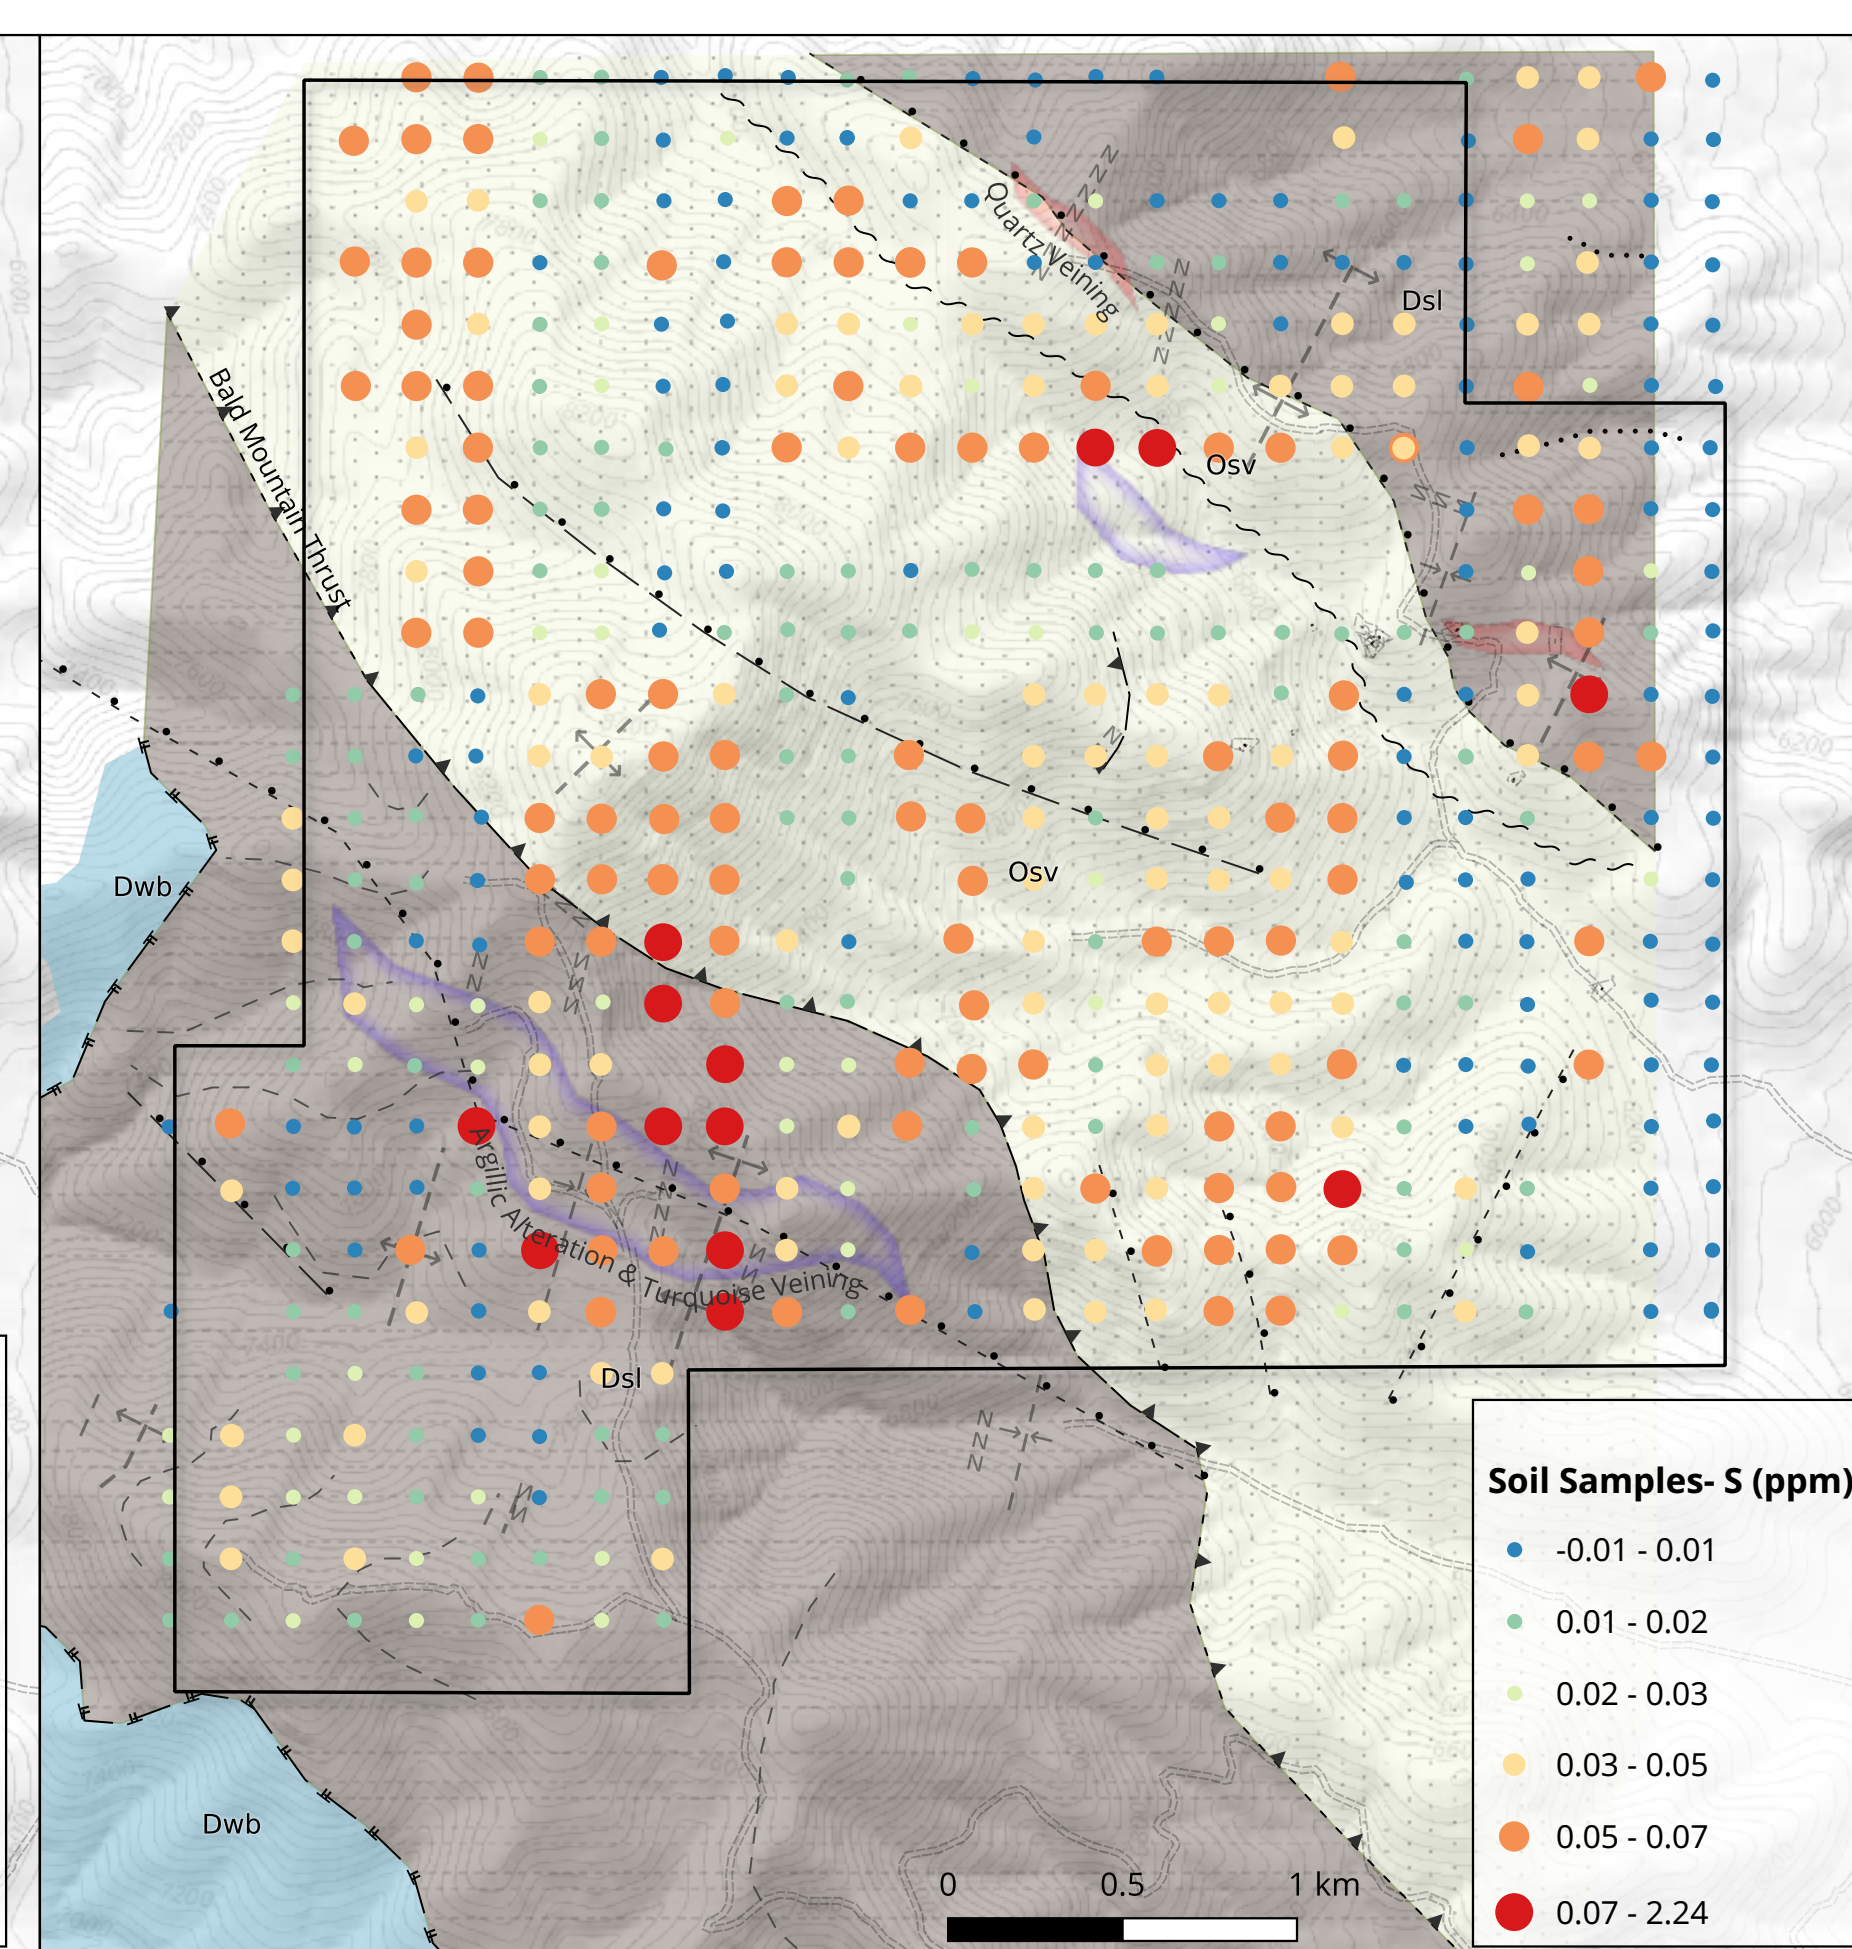 Quartz Veining
Dsl
Bald Mountain Thrust
Osv
Osv
Dwb
Argillic Alteration & Turquoise Veining
Dsl
Dwb
0 0.5 1 km
Soil Samples- S (ppm)
-0.01 - 0.01
0.01 - 0.02
0.02 - 0.03
0.03 - 0.05
0.05 - 0.07
0.07 - 2.24